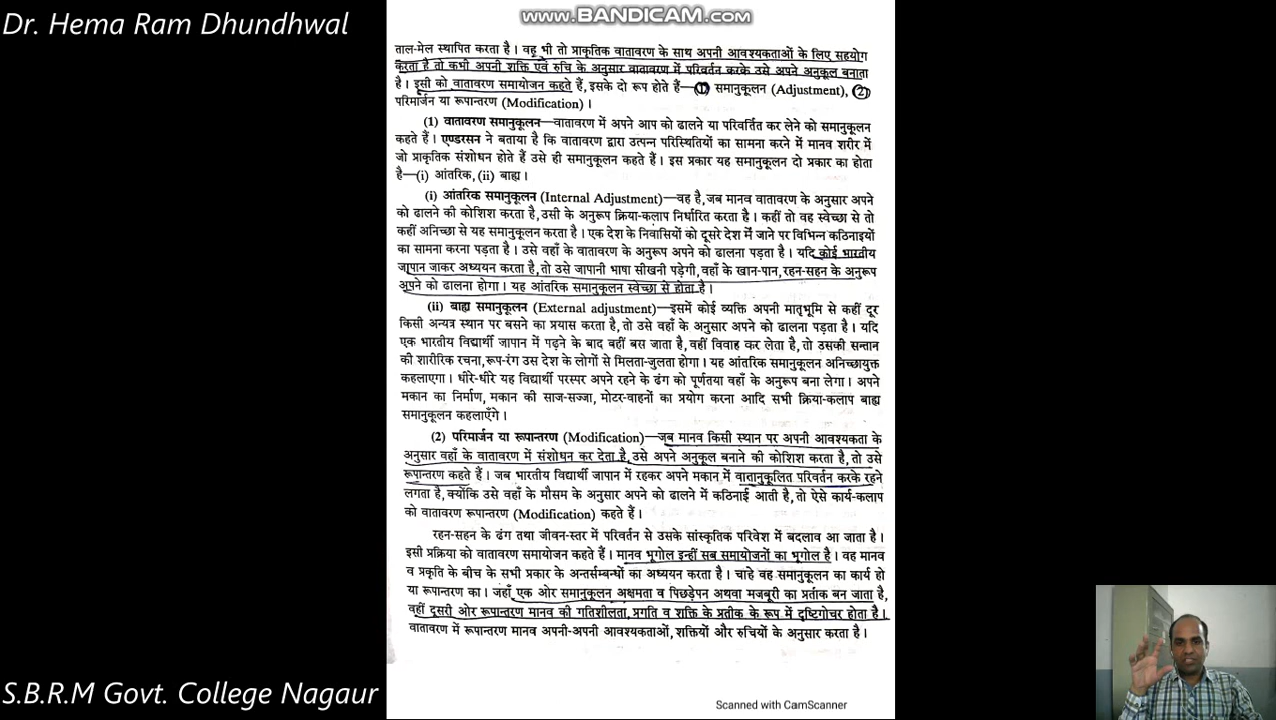 www.BANDICAM.com
Dr. Hema Ram Dhundhwal
ताल-मेल स्थापित करता है। वह भी तो प्राकृतिक वातावरण के साथ अपनी आवश्यकताओं के लिए सहयोग
करता है तो कभी अपनी शक्ति एवं रुचि के अनुसार वातावरण में परिवर्तन करके उसे अपने अनुकूल बनाता
है। इसी को वातावरण समायोजन कहते हैं, इसके दो रूप होते हैं—(1) समानुकूलन (Adjustment), (2)
परिमार्जन या रूपान्तरण (Modification)।
(1) वातावरण समानुकूलन—वातावरण में अपने आप को ढालने या परिवर्तित कर लेने को समानुकूलन
कहते हैं। एण्डरसन ने बताया है कि वातावरण द्वारा उत्पन्न परिस्थितियों का सामना करने में मानव शरीर में
जो प्राकृतिक संशोधन होते हैं उसे ही समानुकूलन कहते हैं। इस प्रकार यह समानुकूलन दो प्रकार का होता
है—(i) आंतरिक, (ii) बाह्य।
(i) आंतरिक समानुकूलन (Internal Adjustment)—वह है, जब मानव वातावरण के अनुसार अपने
को ढालने की कोशिश करता है, उसी के अनुरूप क्रिया-कलाप निर्धारित करता है। कहीं तो वह स्वेच्छा से तो
कहीं अनिच्छा से यह समानुकूलन करता है। एक देश के निवासियों को दूसरे देश में जाने पर विभिन्न कठिनाइयों
का सामना करना पड़ता है। उसे वहाँ के वातावरण के अनुरूप अपने को ढालना पड़ता है। यदि कोई भारतीय
जापान जाकर अध्ययन करता है, तो उसे जापानी भाषा सीखनी पड़ेगी, वहाँ के खान-पान, रहन-सहन के अनुरूप
अपने को ढालना होगा। यह आंतरिक समानुकूलन स्वेच्छा से होता है।
(ii) बाह्य समानुकूलन (External adjustment)—इसमें कोई व्यक्ति अपनी मातृभूमि से कहीं दूर
किसी अन्यत्र स्थान पर बसने का प्रयास करता है, तो उसे वहाँ के अनुसार अपने को ढालना पड़ता है। यदि
एक भारतीय विद्यार्थी जापान में पढ़ने के बाद वहीं बस जाता है, वहीं विवाह कर लेता है, तो उसकी सन्तान
की शारीरिक रचना, रूप-रंग उस देश के लोगों से मिलता-जुलता होगा। यह आंतरिक समानुकूलन अनिच्छायुक्त
कहलाएगा। धीरे-धीरे यह विद्यार्थी परस्पर अपने रहने के ढंग को पूर्णतया वहाँ के अनुरूप बना लेगा। अपने
मकान का निर्माण, मकान की साज-सज्जा, मोटर-वाहनों का प्रयोग करना आदि सभी क्रिया-कलाप बाह्य
समानुकूलन कहलाएँगे।
(2) परिमार्जन या रूपान्तरण (Modification)—जब मानव किसी स्थान पर अपनी आवश्यकता के
अनुसार वहाँ के वातावरण में संशोधन कर देता है, उसे अपने अनुकूल बनाने की कोशिश करता है, तो उसे
रूपान्तरण कहते हैं। जब भारतीय विद्यार्थी जापान में रहकर अपने मकान में वातानुकूलित परिवर्तन करके रहने
लगता है, क्योंकि उसे वहाँ के मौसम के अनुसार अपने को ढालने में कठिनाई आती है, तो ऐसे कार्य-कलाप
को वातावरण रूपान्तरण (Modification) कहते हैं।
रहन-सहन के ढंग तथा जीवन-स्तर में परिवर्तन से उसके सांस्कृतिक परिवेश में बदलाव आ जाता है।
इसी प्रक्रिया को वातावरण समायोजन कहते हैं। मानव भूगोल इन्हीं सब समायोजनों का भूगोल है। वह मानव
व प्रकृति के बीच के सभी प्रकार के अन्तर्सम्बन्धों का अध्ययन करता है। चाहे वह समानुकूलन का कार्य हो
या रूपान्तरण का। जहाँ एक ओर समानुकूलन अक्षमता व पिछड़ेपन अथवा मजबूरी का प्रतीक बन जाता है,
वहीं दूसरी ओर रूपान्तरण मानव की गतिशीलता, प्रगति व शक्ति के प्रतीक के रूप में दृष्टिगोचर होता है।
वातावरण में रूपान्तरण मानव अपनी-अपनी आवश्यकताओं, शक्तियों और रुचियों के अनुसार करता है।
S.B.R.M Govt. College Nagaur
Scanned with CamScanner